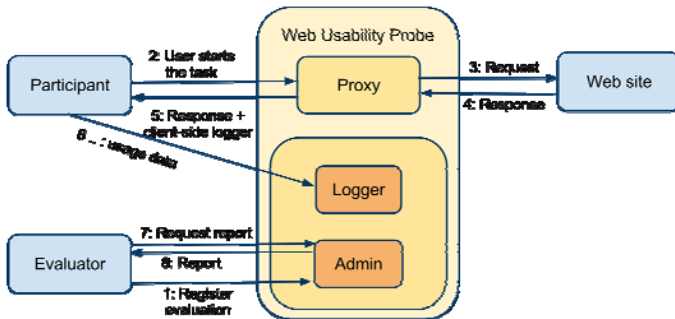 Web Usability Probe
2: User starts
the task
3: Request
Participant
Proxy
Web site
4: Response
5: Response +
client-side logger
6 ... : usage data
Logger
7: Request report
Evaluator
8: Report
Admin
1: Register
evaluation